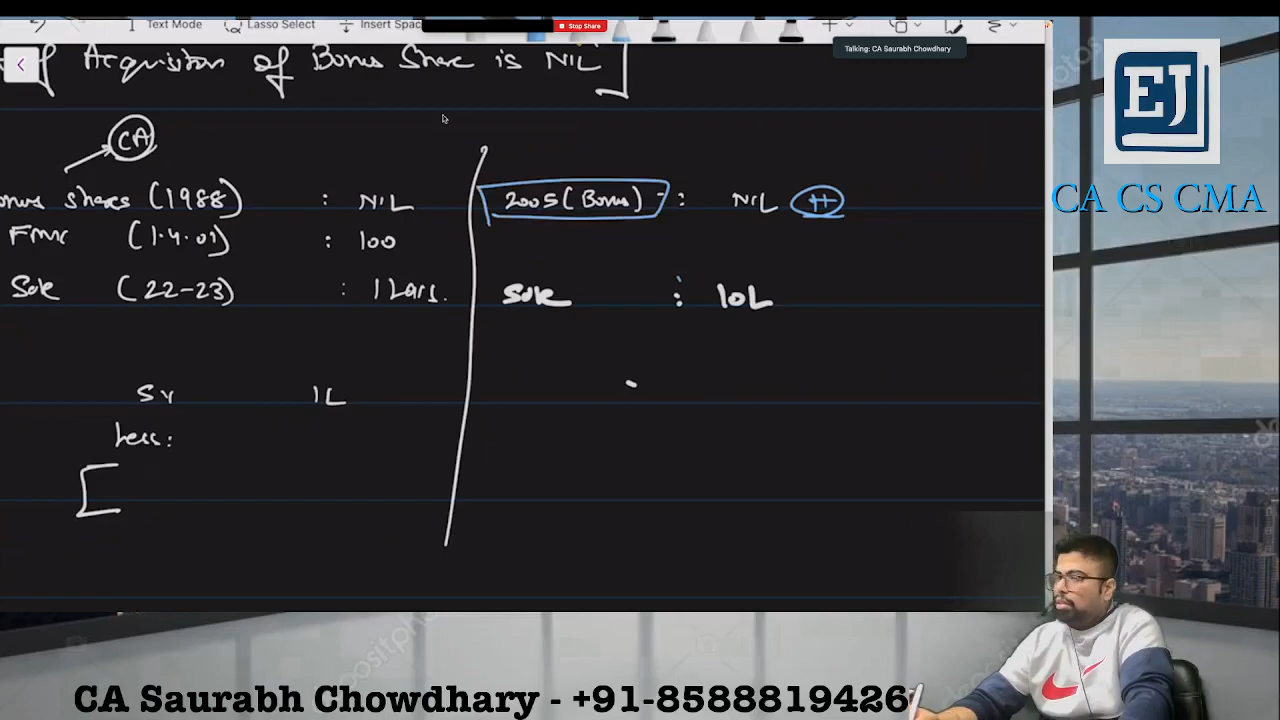 Text Mode Lasso Select Insert Spac
Stop Share
Talking: CA Saurabh Chowdhary
of Acquisiton of Bonus Share is NIL ]
CA
onus shares (1988) : NIL
FMV (1.4.01) : 100
Sale (22-23) : 1 Lacs.
SV 1L
Less:
[
2005 (Bonus) : NIL
Sale : 10L
EJ
CA CS CMA
CA Saurabh Chowdhary - +91-8588819426